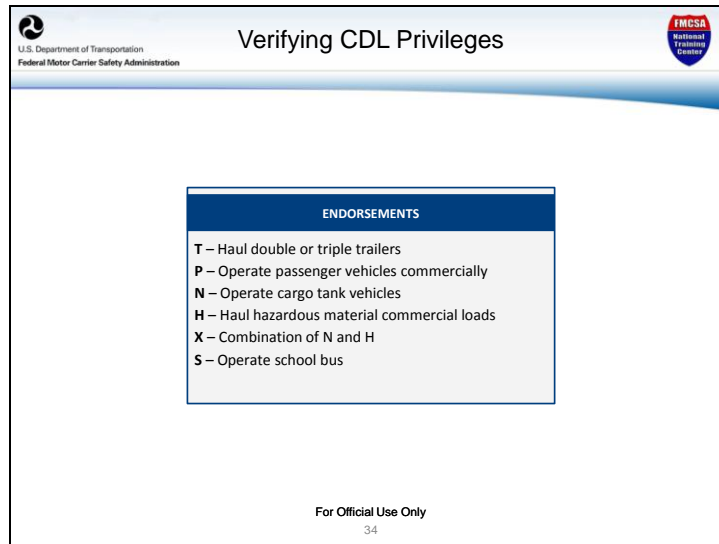 U.S. Department of Transportation
Federal Motor Carrier Safety Administration
Verifying CDL Privileges
FMCSA
National
Training
Center
ENDORSEMENTS
T – Haul double or triple trailers
P – Operate passenger vehicles commercially
N – Operate cargo tank vehicles
H – Haul hazardous material commercial loads
X – Combination of N and H
S – Operate school bus
For Official Use Only
34